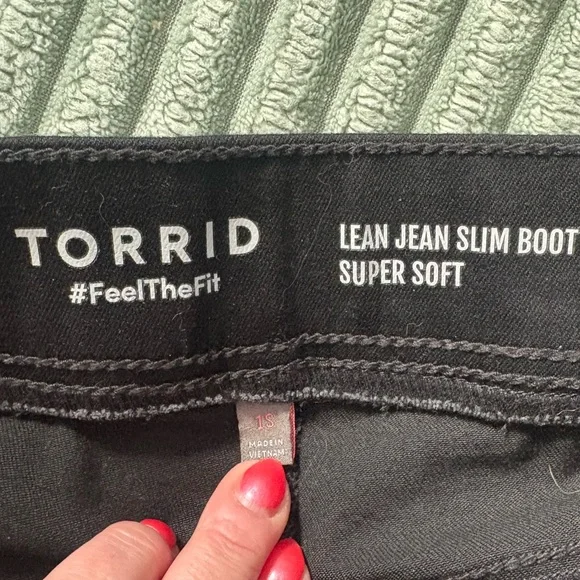 TORRID
#FeelTheFit
LEAN JEAN SLIM BOOT
SUPER SOFT
1S
MADE IN
VIETNAM